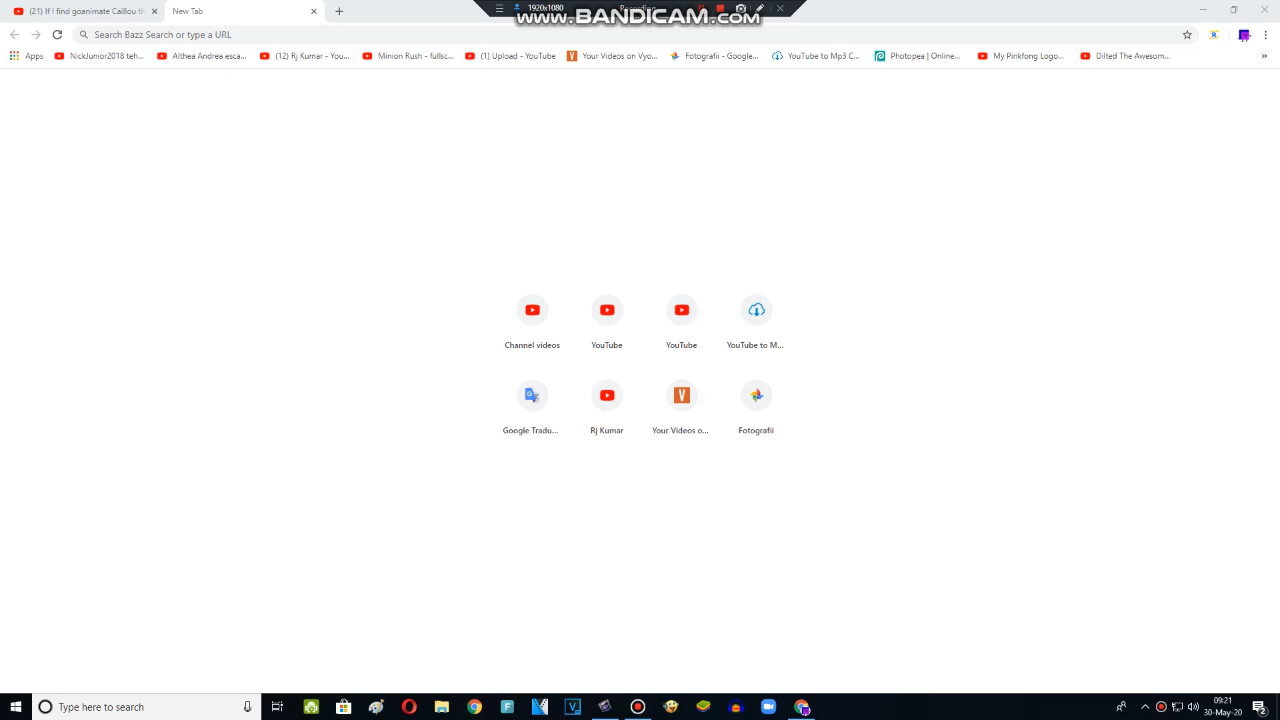 (21) If I find goanimate Caillou th
New Tab
1920x1080
Recording
www.BANDICAM.com
Search Bazz Search or type a URL
Apps
NickJunior2018 teh...
Althea Andrea esca...
(12) Rj Kumar - You...
Minion Rush - fullsc...
(1) Upload - YouTube
Your Videos on Vyo...
Fotografii - Google...
YouTube to Mp3 C...
Photopea | Online...
My Pinkfong Logo...
Dilted The Awesom...
Channel videos
YouTube
YouTube
YouTube to M...
Google Tradu...
Rj Kumar
Your Videos o...
Fotografii
Type here to search
09:21
30-May-20
2